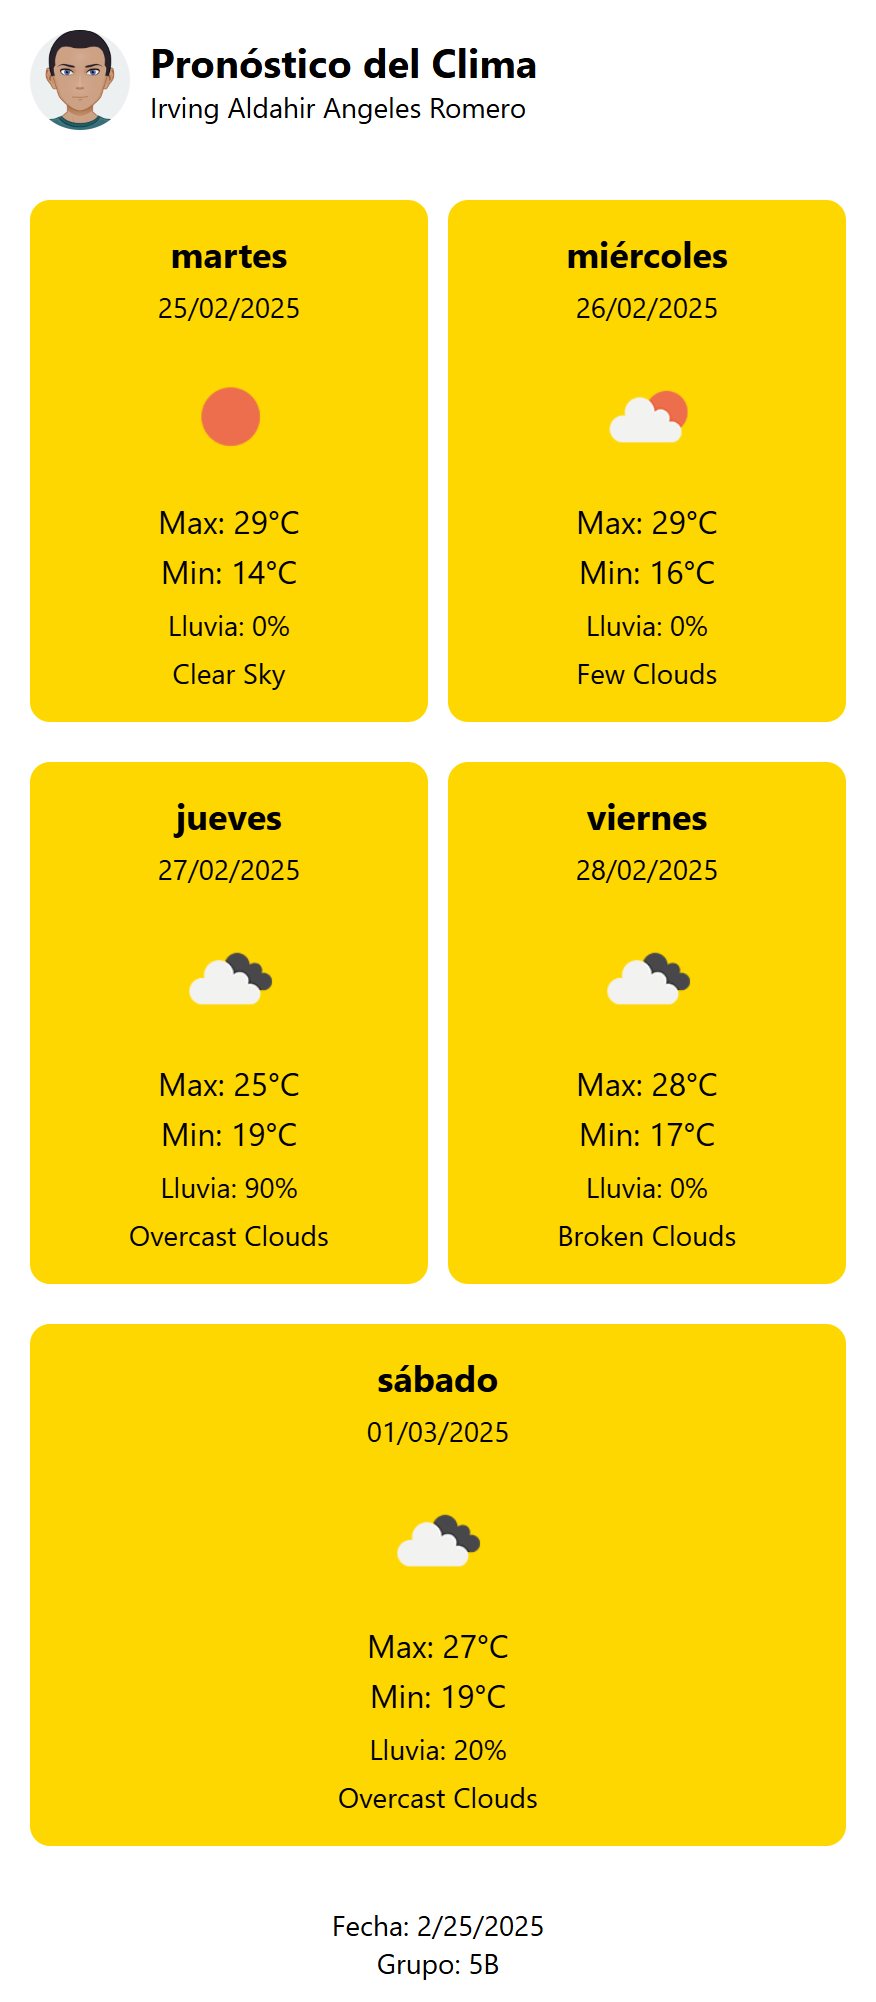 Pronóstico del Clima
Irving Aldahir Angeles Romero
martes
25/02/2025
Max: 29°C
Min: 14°C
Lluvia: 0%
Clear Sky
miércoles
26/02/2025
Max: 29°C
Min: 16°C
Lluvia: 0%
Few Clouds
jueves
27/02/2025
Max: 25°C
Min: 19°C
Lluvia: 90%
Overcast Clouds
viernes
28/02/2025
Max: 28°C
Min: 17°C
Lluvia: 0%
Broken Clouds
sábado
01/03/2025
Max: 27°C
Min: 19°C
Lluvia: 20%
Overcast Clouds
Fecha: 2/25/2025
Grupo: 5B